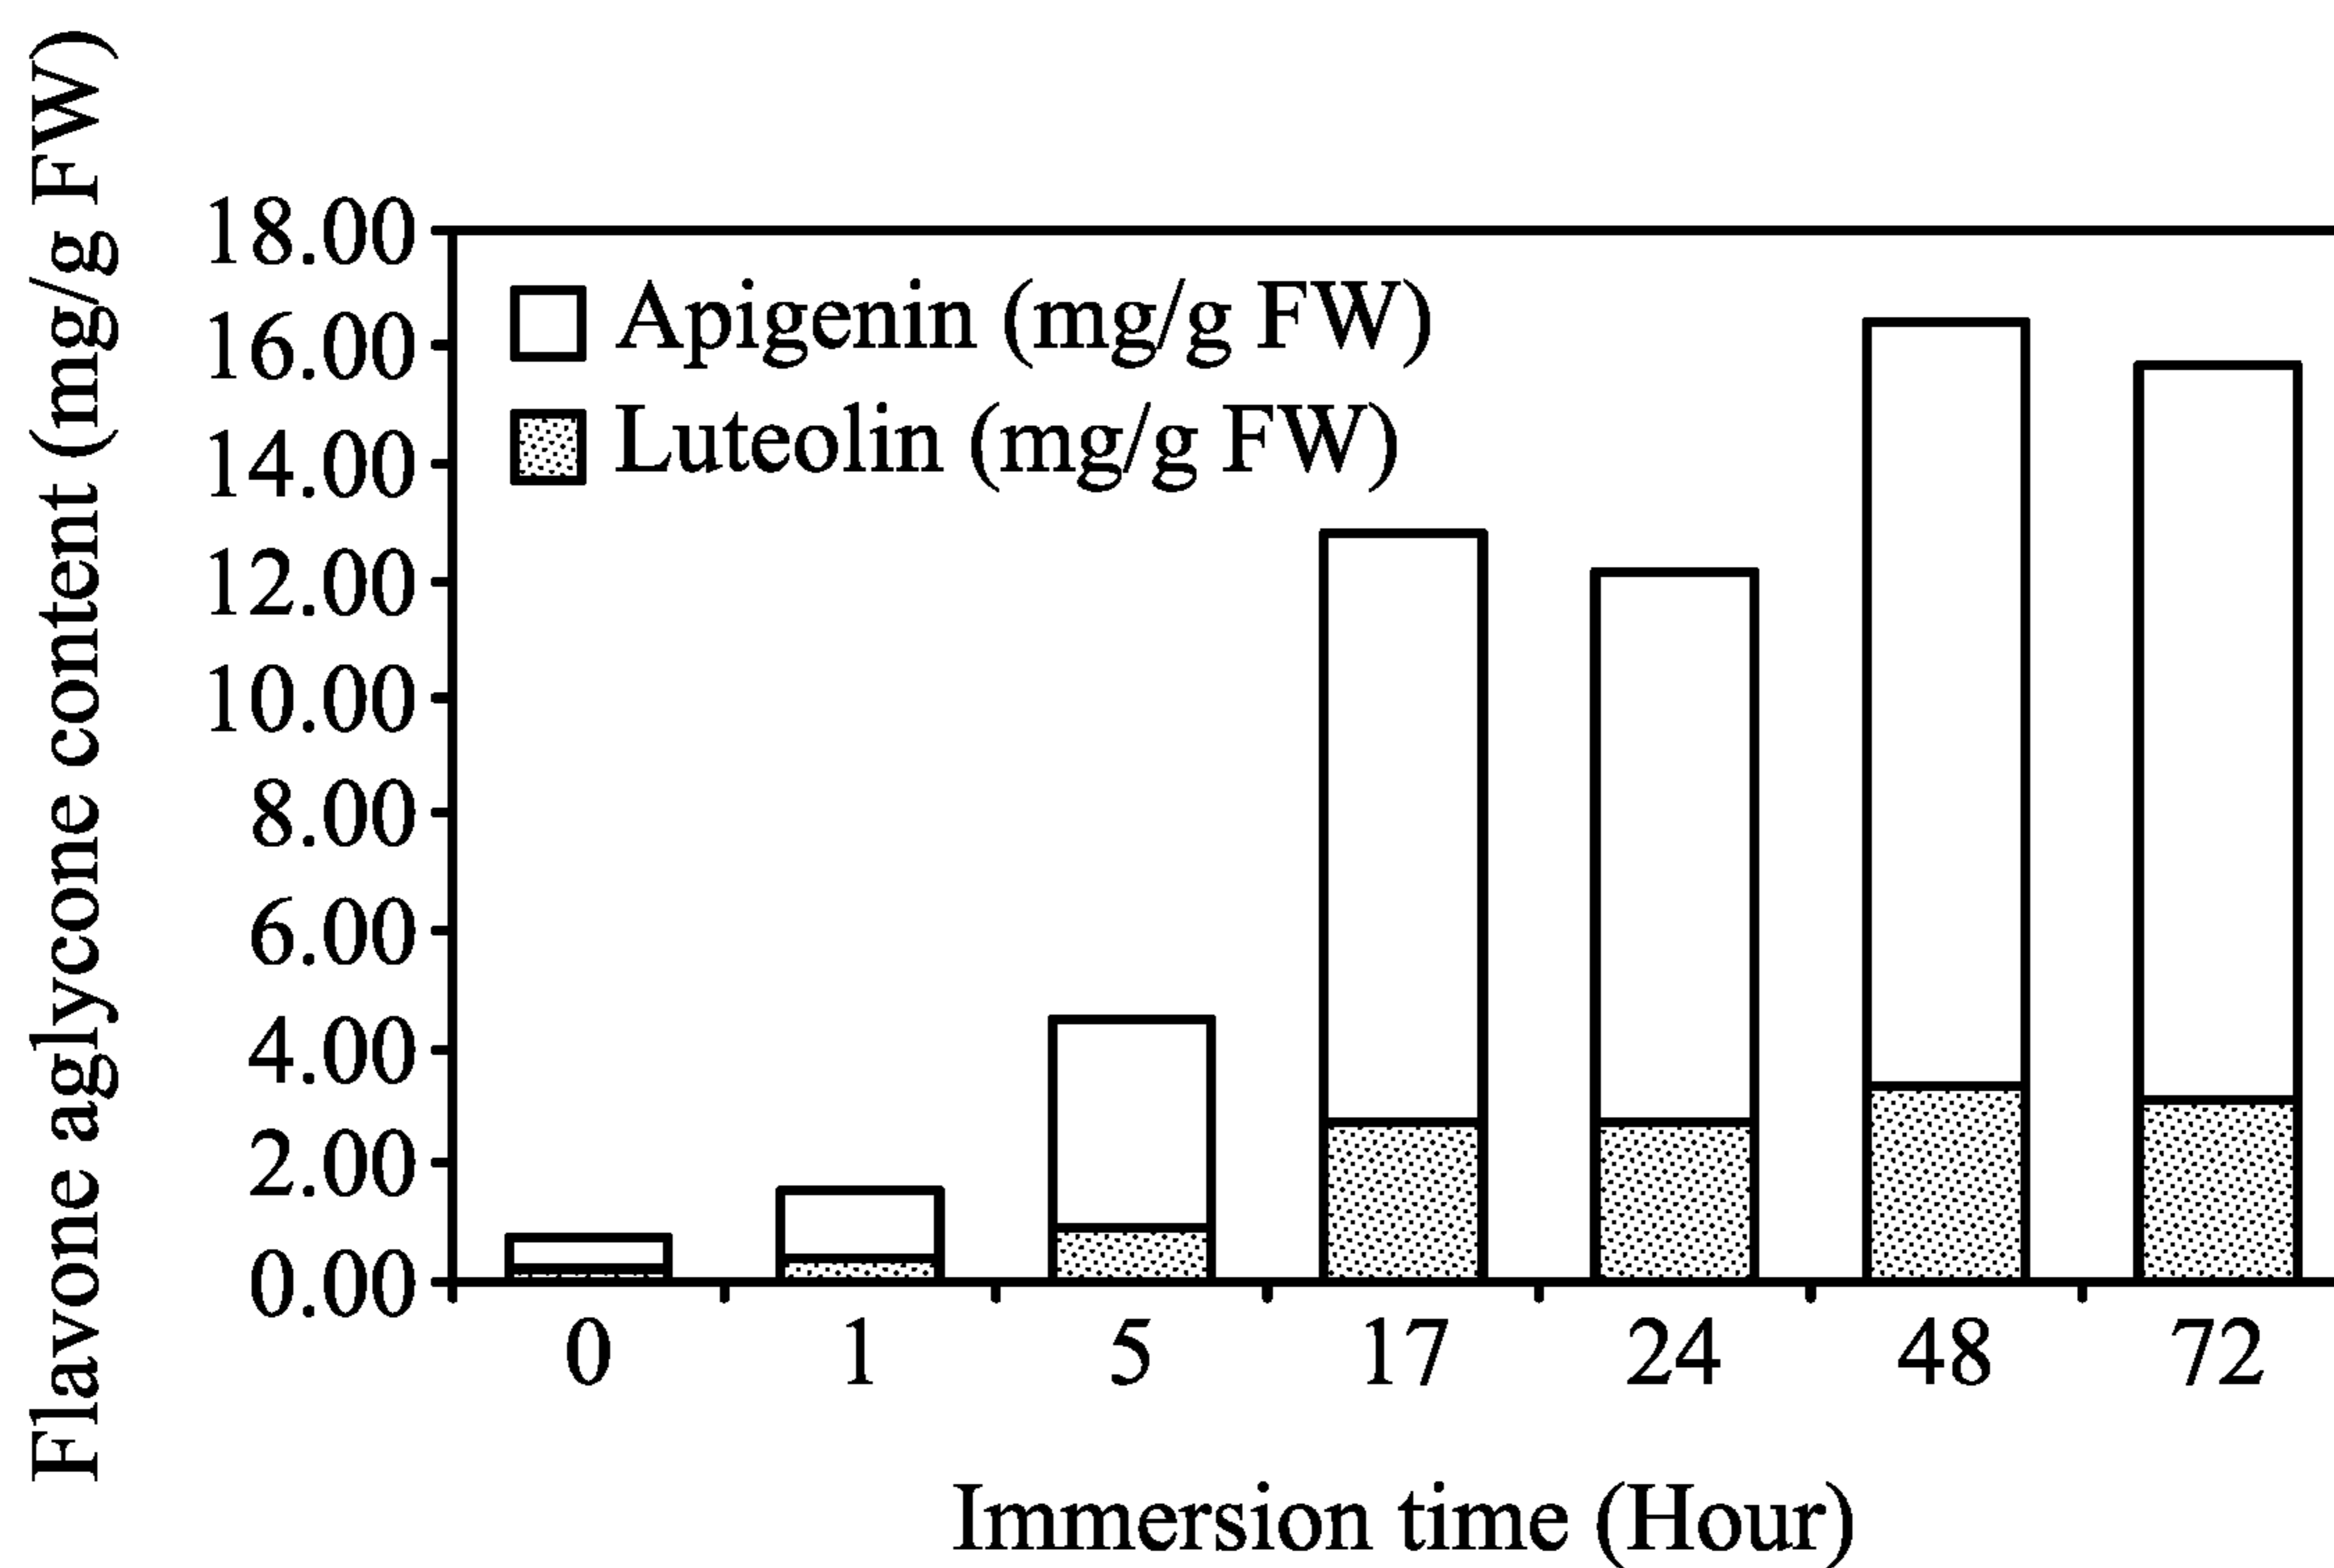 Flavone aglycone content (mg/g FW)
18.00
16.00
14.00
12.00
10.00
8.00
6.00
4.00
2.00
0.00
Apigenin (mg/g FW)
Luteolin (mg/g FW)
0 1 5 17 24 48 72
Immersion time (Hour)